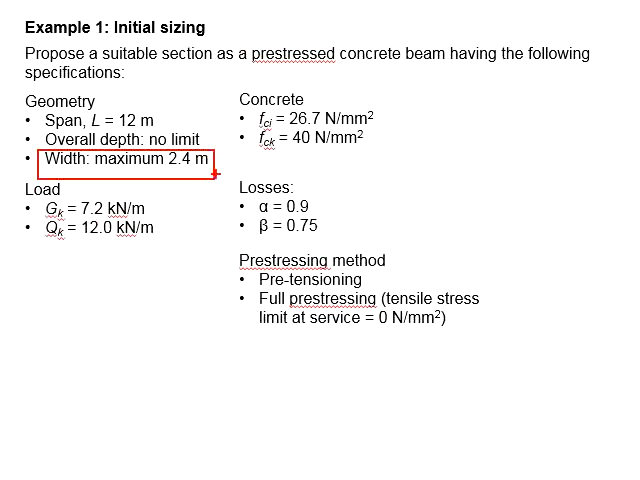 Example 1: Initial sizing
Propose a suitable section as a prestressed concrete beam having the following
specifications:
Geometry
• Span, L = 12 m
• Overall depth: no limit
• Width: maximum 2.4 m
Load
• Gk = 7.2 kN/m
• Qk = 12.0 kN/m
Concrete
• fci = 26.7 N/mm²
• fck = 40 N/mm²
Losses:
• α = 0.9
• β = 0.75
Prestressing method
• Pre-tensioning
• Full prestressing (tensile stress
limit at service = 0 N/mm²)